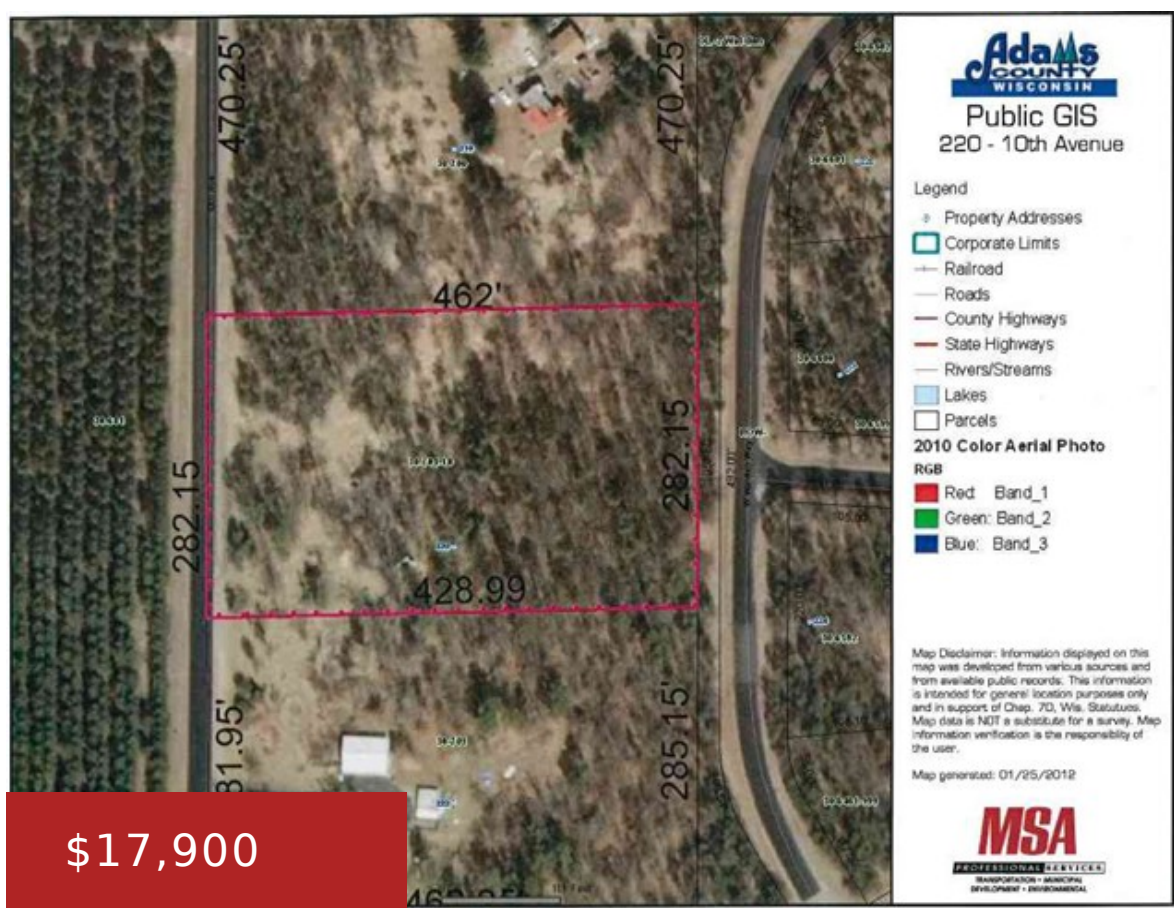 470.25'
470.25'
462'
282.15
282.15
428.99
81.95'
285.15'
$17,900
Adams
COUNTY
WISCONSIN
Public GIS
220 - 10th Avenue
Legend
Property Addresses
Corporate Limits
Railroad
Roads
County Highways
State Highways
Rivers/Streams
Lakes
Parcels
2010 Color Aerial Photo
RGB
Red: Band_1
Green: Band_2
Blue: Band_3
Map Disclaimer: Information displayed on this
map was developed from various sources and
from available public records. This information
is intended for general location purposes only
and in support of Chap. 70, Wis. Statutues.
Map data is NOT a substitute for a survey. Map
information verification is the responsibility of
the user.
Map generated: 01/25/2012
MSA
PROFESSIONAL SERVICES
TRANSPORTATION • MUNICIPAL
DEVELOPMENT • ENVIRONMENTAL